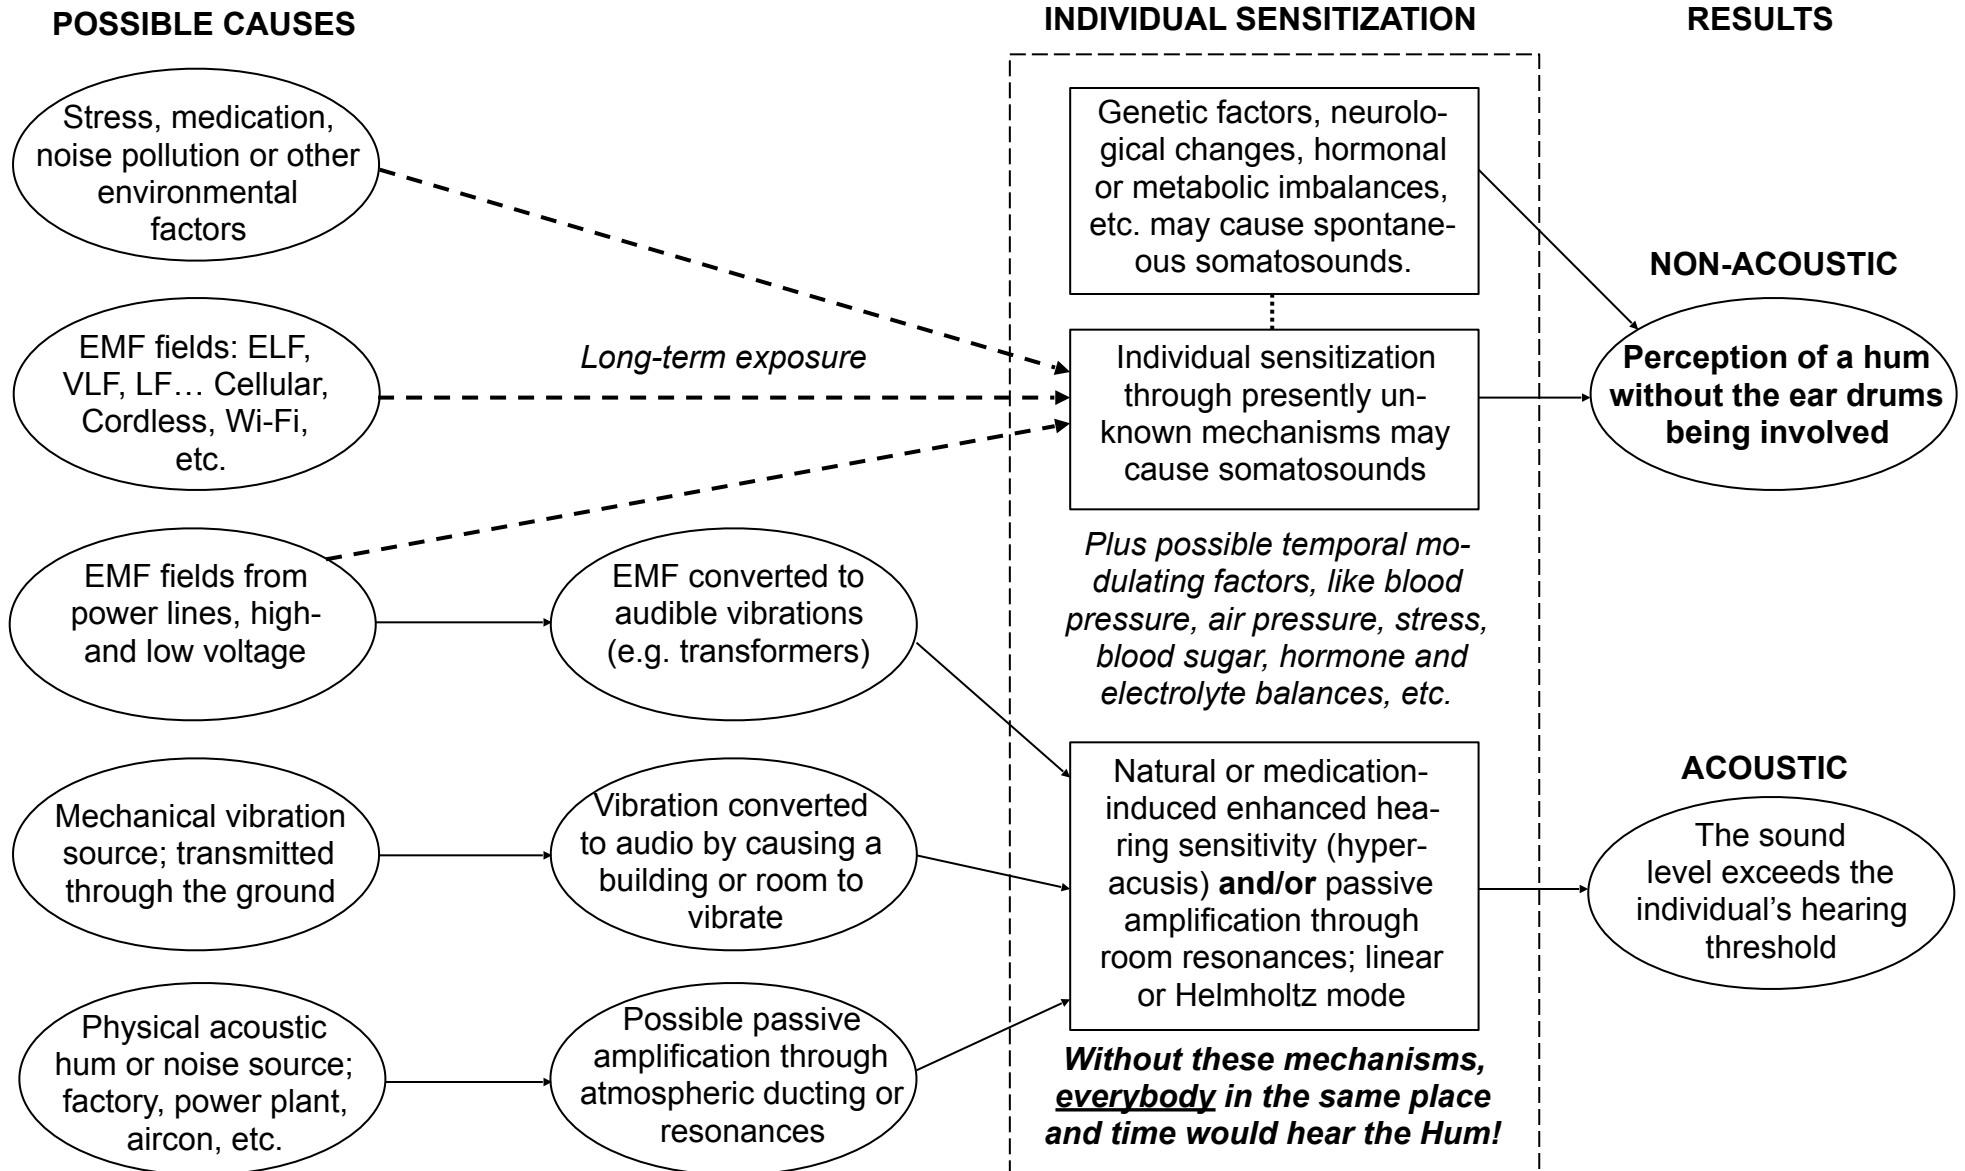 POSSIBLE CAUSES
INDIVIDUAL SENSITIZATION
RESULTS
Stress, medication,
noise pollution or other
environmental
factors
EMF fields: ELF,
VLF, LF… Cellular,
Cordless, Wi-Fi,
etc.
Long-term exposure
EMF fields from
power lines, high-
and low voltage
EMF converted to
audible vibrations
(e.g. transformers)
Mechanical vibration
source; transmitted
through the ground
Vibration converted
to audio by causing a
building or room to
vibrate
Physical acoustic
hum or noise source;
factory, power plant,
aircon, etc.
Possible passive
amplification through
atmospheric ducting or
resonances
Genetic factors, neurolo-
gical changes, hormonal
or metabolic imbalances,
etc. may cause spontane-
ous somatosounds.
Individual sensitization
through presently un-
known mechanisms may
cause somatosounds
Plus possible temporal mo-
dulating factors, like blood
pressure, air pressure, stress,
blood sugar, hormone and
electrolyte balances, etc.
Natural or medication-
induced enhanced hea-
ring sensitivity (hyper-
acusis) and/or passive
amplification through
room resonances; linear
or Helmholtz mode
Without these mechanisms,
everybody in the same place
and time would hear the Hum!
NON-ACOUSTIC
Perception of a hum
without the ear drums
being involved
ACOUSTIC
The sound
level exceeds the
individual’s hearing
threshold